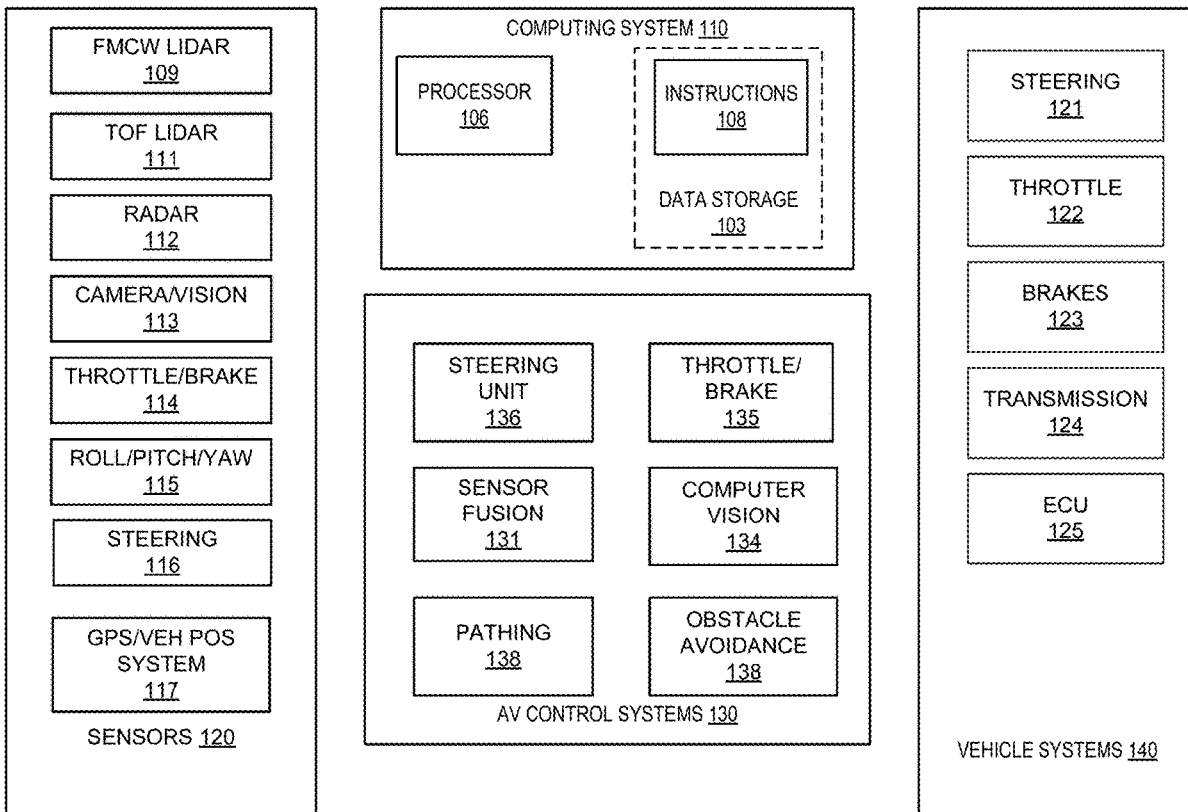 FMCW LIDAR
109
TOF LIDAR
111
RADAR
112
CAMERA/VISION
113
THROTTLE/BRAKE
114
ROLL/PITCH/YAW
115
STEERING
116
GPS/VEH POS
SYSTEM
117
SENSORS 120
COMPUTING SYSTEM 110
PROCESSOR
106
INSTRUCTIONS
108
DATA STORAGE
103
STEERING
UNIT
136
THROTTLE/
BRAKE
135
SENSOR
FUSION
131
COMPUTER
VISION
134
PATHING
138
OBSTACLE
AVOIDANCE
138
AV CONTROL SYSTEMS 130
STEERING
121
THROTTLE
122
BRAKES
123
TRANSMISSION
124
ECU
125
VEHICLE SYSTEMS 140